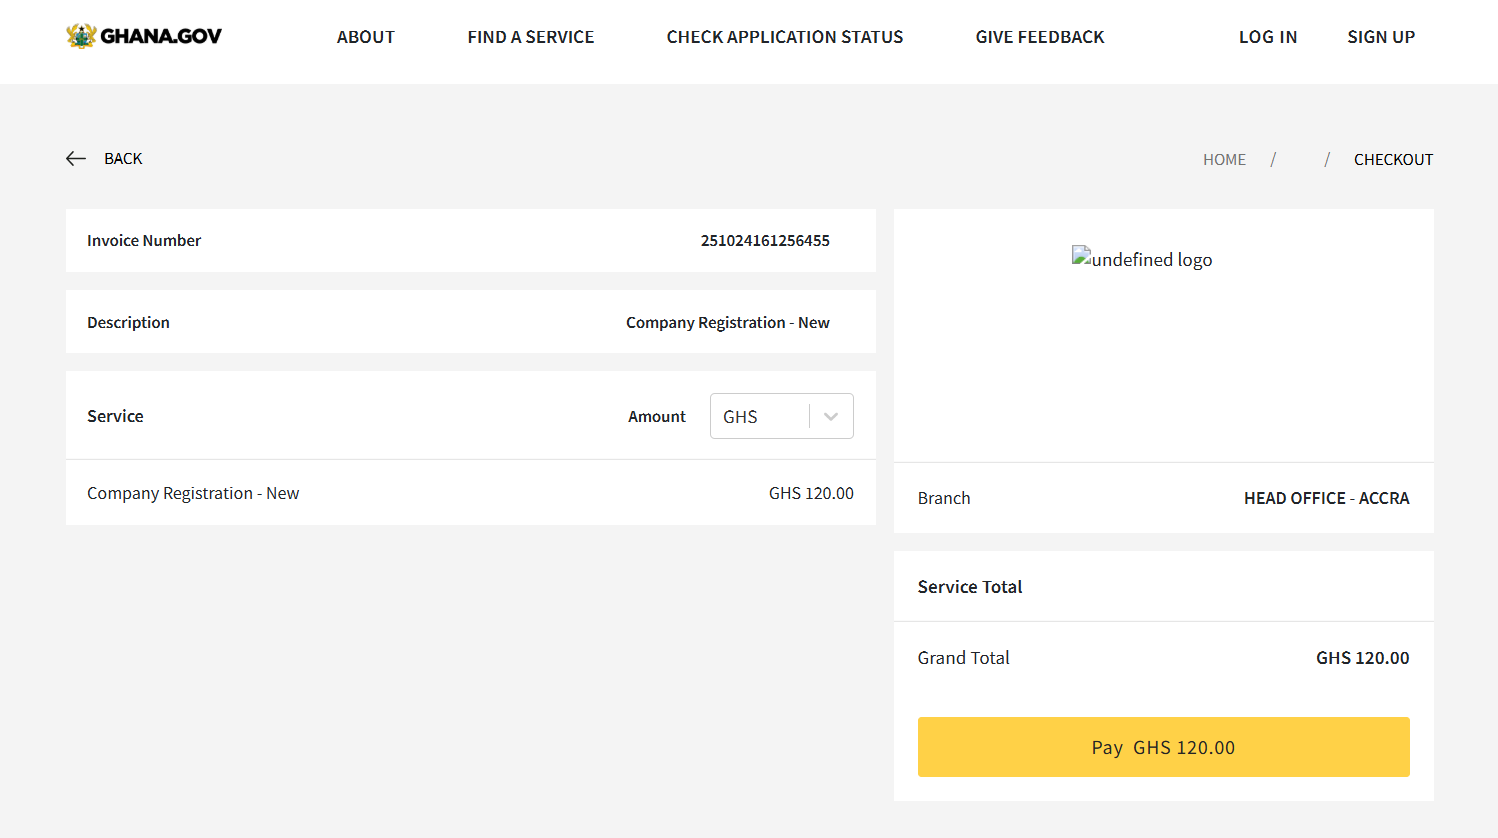 GHANA.GOV
ABOUT
FIND A SERVICE
CHECK APPLICATION STATUS
GIVE FEEDBACK
LOG IN
SIGN UP
BACK
HOME / / CHECKOUT
Invoice Number 251024161256455
Description Company Registration - New
Service Amount GHS
Company Registration - New GHS 120.00
undefined logo
Branch HEAD OFFICE - ACCRA
Service Total
Grand Total GHS 120.00
Pay GHS 120.00